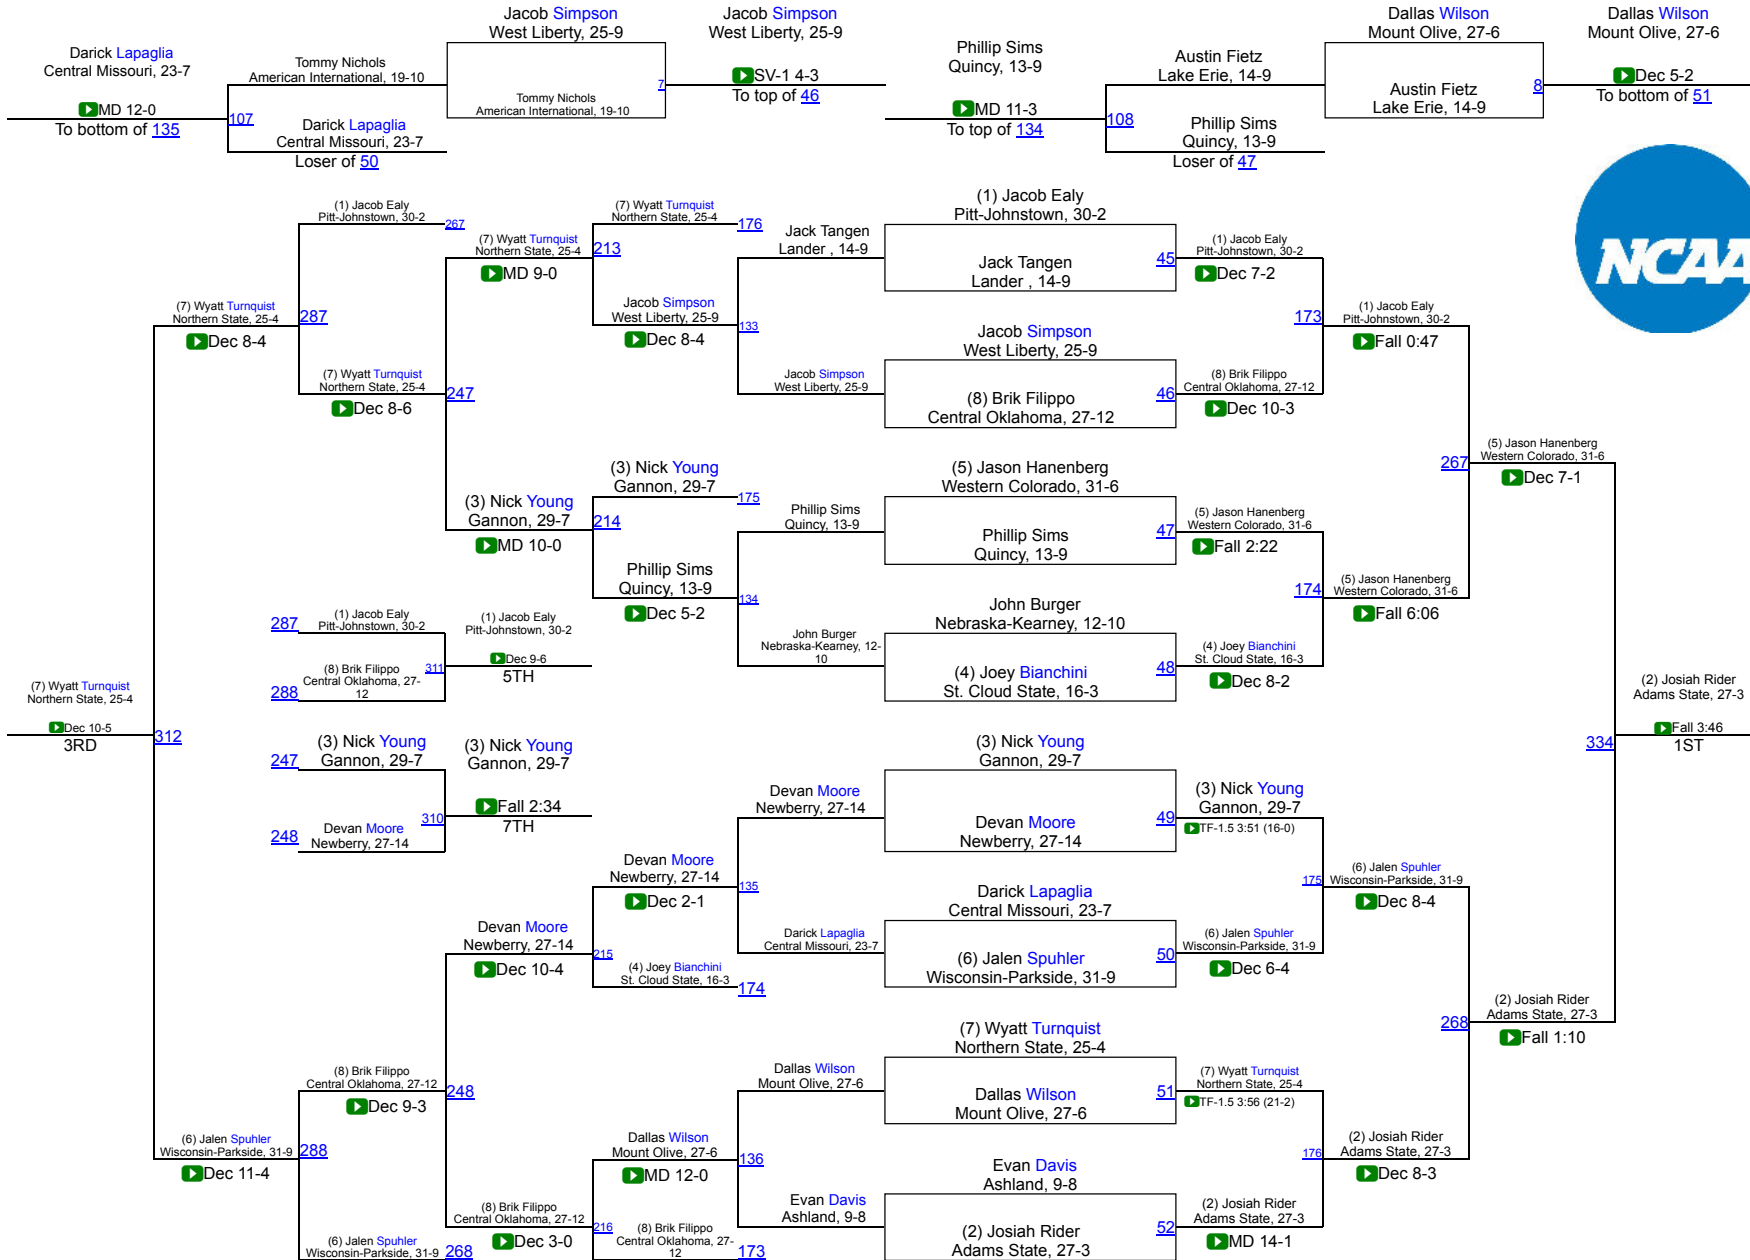 Jacob Simpson
West Liberty, 25-9
Jacob Simpson
West Liberty, 25-9
Dallas Wilson
Mount Olive, 27-6
Dallas Wilson
Mount Olive, 27-6
Darick Lapaglia
Central Missouri, 23-7
Tommy Nichols
American International, 19-10
Phillip Sims
Quincy, 13-9
Austin Fietz
Lake Erie, 14-9
MD 12-0
To bottom of 135
107
Tommy Nichols
American International, 19-10
7
SV-1 4-3
To top of 46
MD 11-3
To top of 134
108
Austin Fietz
Lake Erie, 14-9
8
Dec 5-2
To bottom of 51
Darick Lapaglia
Central Missouri, 23-7
Loser of 50
Phillip Sims
Quincy, 13-9
Loser of 47
NCAA
(1) Jacob Ealy
Pitt-Johnstown, 30-2
267
(7) Wyatt Turnquist
Northern State, 25-4
176
(1) Jacob Ealy
Pitt-Johnstown, 30-2
(7) Wyatt Turnquist
Northern State, 25-4
MD 9-0
213
Jack Tangen
Lander , 14-9
Jack Tangen
Lander , 14-9
45
(1) Jacob Ealy
Pitt-Johnstown, 30-2
Dec 7-2
(7) Wyatt Turnquist
Northern State, 25-4
Dec 8-4
287
Jacob Simpson
West Liberty, 25-9
Dec 8-4
133
Jacob Simpson
West Liberty, 25-9
173
(1) Jacob Ealy
Pitt-Johnstown, 30-2
Fall 0:47
(7) Wyatt Turnquist
Northern State, 25-4
Dec 8-6
247
Jacob Simpson
West Liberty, 25-9
(8) Brik Filippo
Central Oklahoma, 27-12
46
(8) Brik Filippo
Central Oklahoma, 27-12
Dec 10-3
(3) Nick Young
Gannon, 29-7
175
(5) Jason Hanenberg
Western Colorado, 31-6
267
(5) Jason Hanenberg
Western Colorado, 31-6
Dec 7-1
(3) Nick Young
Gannon, 29-7
MD 10-0
214
Phillip Sims
Quincy, 13-9
Phillip Sims
Quincy, 13-9
47
(5) Jason Hanenberg
Western Colorado, 31-6
Fall 2:22
Phillip Sims
Quincy, 13-9
Dec 5-2
134
John Burger
Nebraska-Kearney, 12-10
174
(5) Jason Hanenberg
Western Colorado, 31-6
Fall 6:06
287
(1) Jacob Ealy
Pitt-Johnstown, 30-2
(1) Jacob Ealy
Pitt-Johnstown, 30-2
Dec 9-6
5TH
John Burger
Nebraska-Kearney, 12-
10
(4) Joey Bianchini
St. Cloud State, 16-3
48
(4) Joey Bianchini
St. Cloud State, 16-3
Dec 8-2
288
(8) Brik Filippo
Central Oklahoma, 27-
12
311
(7) Wyatt Turnquist
Northern State, 25-4
Dec 10-5
3RD
312
(2) Josiah Rider
Adams State, 27-3
Fall 3:46
1ST
334
247
(3) Nick Young
Gannon, 29-7
(3) Nick Young
Gannon, 29-7
Fall 2:34
7TH
(3) Nick Young
Gannon, 29-7
248
Devan Moore
Newberry, 27-14
310
Devan Moore
Newberry, 27-14
Devan Moore
Newberry, 27-14
49
(3) Nick Young
Gannon, 29-7
TF-1.5 3:51 (16-0)
Devan Moore
Newberry, 27-14
Dec 2-1
135
Darick Lapaglia
Central Missouri, 23-7
175
(6) Jalen Spuhler
Wisconsin-Parkside, 31-9
Dec 8-4
Devan Moore
Newberry, 27-14
Dec 10-4
215
Darick Lapaglia
Central Missouri, 23-7
(6) Jalen Spuhler
Wisconsin-Parkside, 31-9
50
(6) Jalen Spuhler
Wisconsin-Parkside, 31-9
Dec 6-4
(4) Joey Bianchini
St. Cloud State, 16-3
174
268
(2) Josiah Rider
Adams State, 27-3
Fall 1:10
(7) Wyatt Turnquist
Northern State, 25-4
(8) Brik Filippo
Central Oklahoma, 27-12
Dec 9-3
248
Dallas Wilson
Mount Olive, 27-6
Dallas Wilson
Mount Olive, 27-6
51
(7) Wyatt Turnquist
Northern State, 25-4
TF-1.5 3:56 (21-2)
(6) Jalen Spuhler
Wisconsin-Parkside, 31-9
Dec 11-4
288
Dallas Wilson
Mount Olive, 27-6
MD 12-0
136
Evan Davis
Ashland, 9-8
176
(2) Josiah Rider
Adams State, 27-3
Dec 8-3
(8) Brik Filippo
Central Oklahoma, 27-12
Dec 3-0
216
Evan Davis
Ashland, 9-8
(2) Josiah Rider
Adams State, 27-3
52
(2) Josiah Rider
Adams State, 27-3
MD 14-1
(6) Jalen Spuhler
Wisconsin-Parkside, 31-9
268
(8) Brik Filippo
Central Oklahoma, 27-
12
173